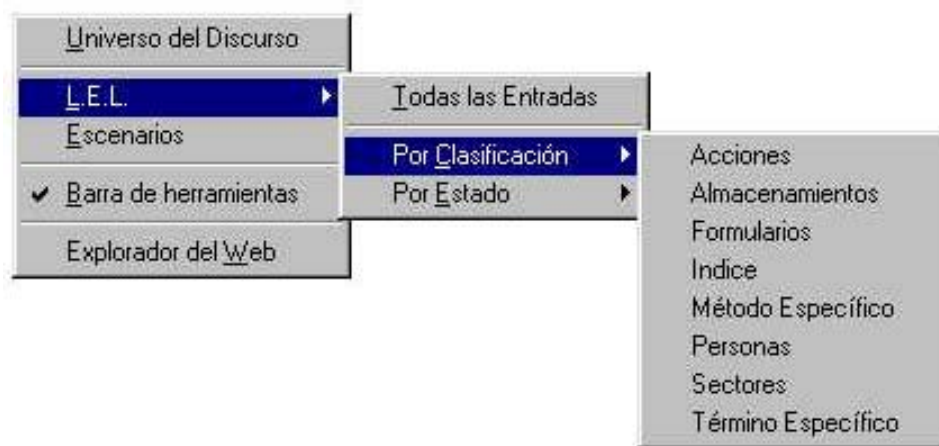 Universo del Discurso
L.E.L.
Escenarios
Barra de herramientas
Explorador del Web
Todas las Entradas
Por Clasificación
Por Estado
Acciones
Almacenamientos
Formularios
Indice
Método Específico
Personas
Sectores
Término Específico